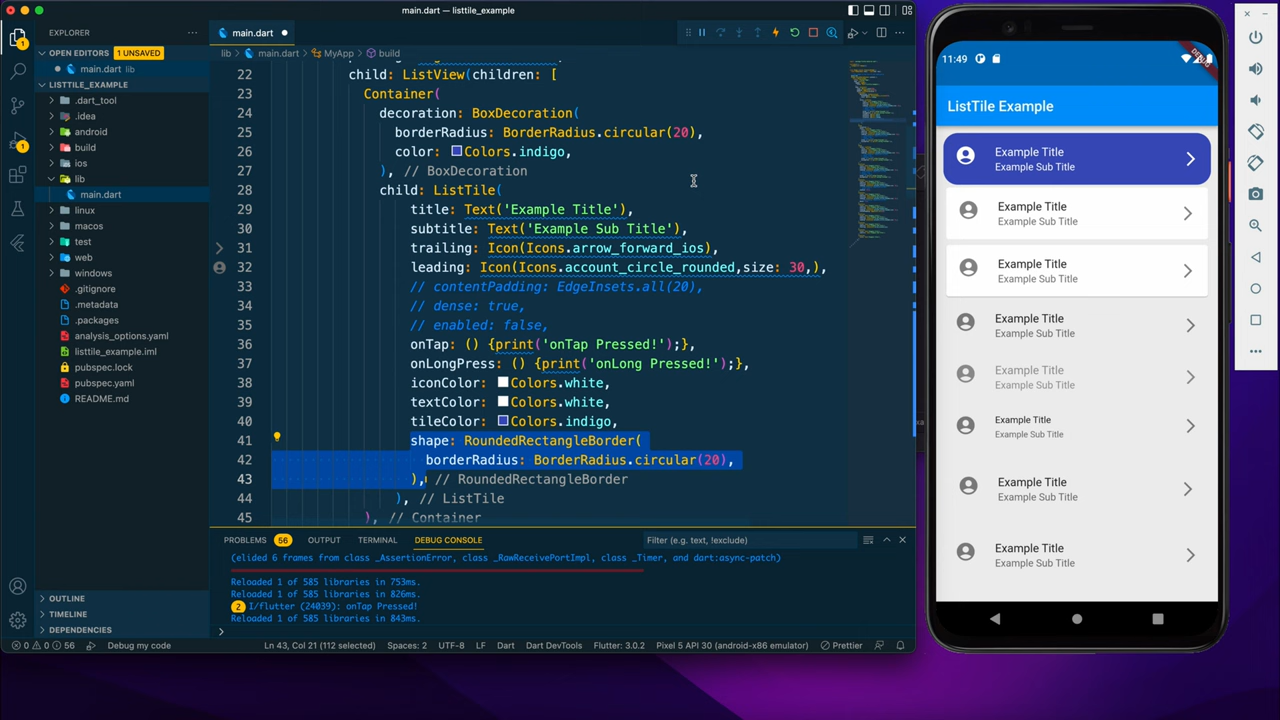 main.dart — listtile_example
EXPLORER
OPEN EDITORS 1 UNSAVED
main.dart lib
LISTTILE_EXAMPLE
.dart_tool
.idea
android
build
ios
lib
main.dart
linux
macos
test
web
windows
.gitignore
.metadata
.packages
analysis_options.yaml
listtile_example.iml
pubspec.lock
pubspec.yaml
README.md
OUTLINE
TIMELINE
DEPENDENCIES
1
1
main.dart
lib > main.dart > MyApp > build
22 child: ListView(children: [
23 Container(
24 decoration: BoxDecoration(
25 borderRadius: BorderRadius.circular(20),
26 color: Colors.indigo,
27 ), // BoxDecoration
28 child: ListTile(
29 title: Text('Example Title'),
30 subtitle: Text('Example Sub Title'),
31 trailing: Icon(Icons.arrow_forward_ios),
32 leading: Icon(Icons.account_circle_rounded,size: 30,),
33 // contentPadding: EdgeInsets.all(20),
34 // dense: true,
35 // enabled: false,
36 onTap: () {print('onTap Pressed!');},
37 onLongPress: () {print('onLong Pressed!');},
38 iconColor: Colors.white,
39 textColor: Colors.white,
40 tileColor: Colors.indigo,
41 shape: RoundedRectangleBorder(
42 borderRadius: BorderRadius.circular(20),
43 ), // RoundedRectangleBorder
44 ), // ListTile
45 ), // Container
PROBLEMS 56 OUTPUT TERMINAL DEBUG CONSOLE Filter (e.g. text, !exclude)
(elided 6 frames from class _AssertionError, class _RawReceivePortImpl, class _Timer, and dart:async-patch)
Reloaded 1 of 585 libraries in 753ms.
Reloaded 1 of 585 libraries in 826ms.
2 I/flutter (24039): onTap Pressed!
Reloaded 1 of 585 libraries in 843ms.
0 0 56 Debug my code Ln 43, Col 21 (112 selected) Spaces: 2 UTF-8 LF Dart Dart DevTools Flutter: 3.0.2 Pixel 5 API 30 (android-x86 emulator) Prettier
11:49
DEBUG
ListTile Example
Example Title
Example Sub Title
Example Title
Example Sub Title
Example Title
Example Sub Title
Example Title
Example Sub Title
Example Title
Example Sub Title
Example Title
Example Sub Title
Example Title
Example Sub Title
Example Title
Example Sub Title